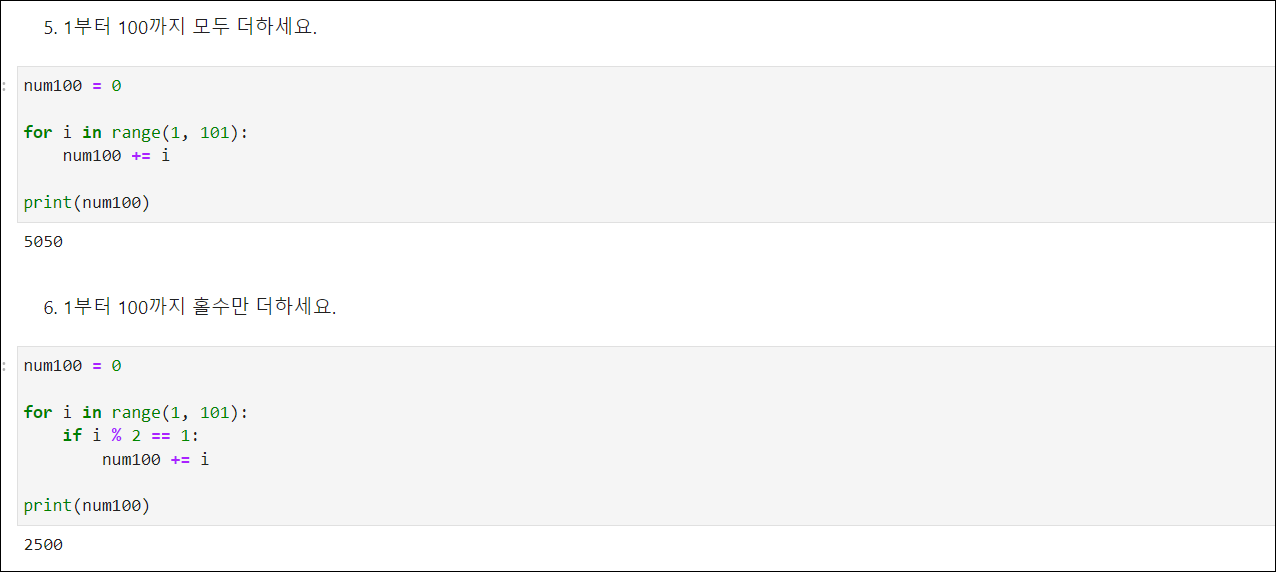 5. 1부터 100까지 모두 더하세요.
:
num100 = 0
for i in range(1, 101):
    num100 += i
print(num100)
5050
6. 1부터 100까지 홀수만 더하세요.
:
num100 = 0
for i in range(1, 101):
    if i % 2 == 1:
        num100 += i
print(num100)
2500